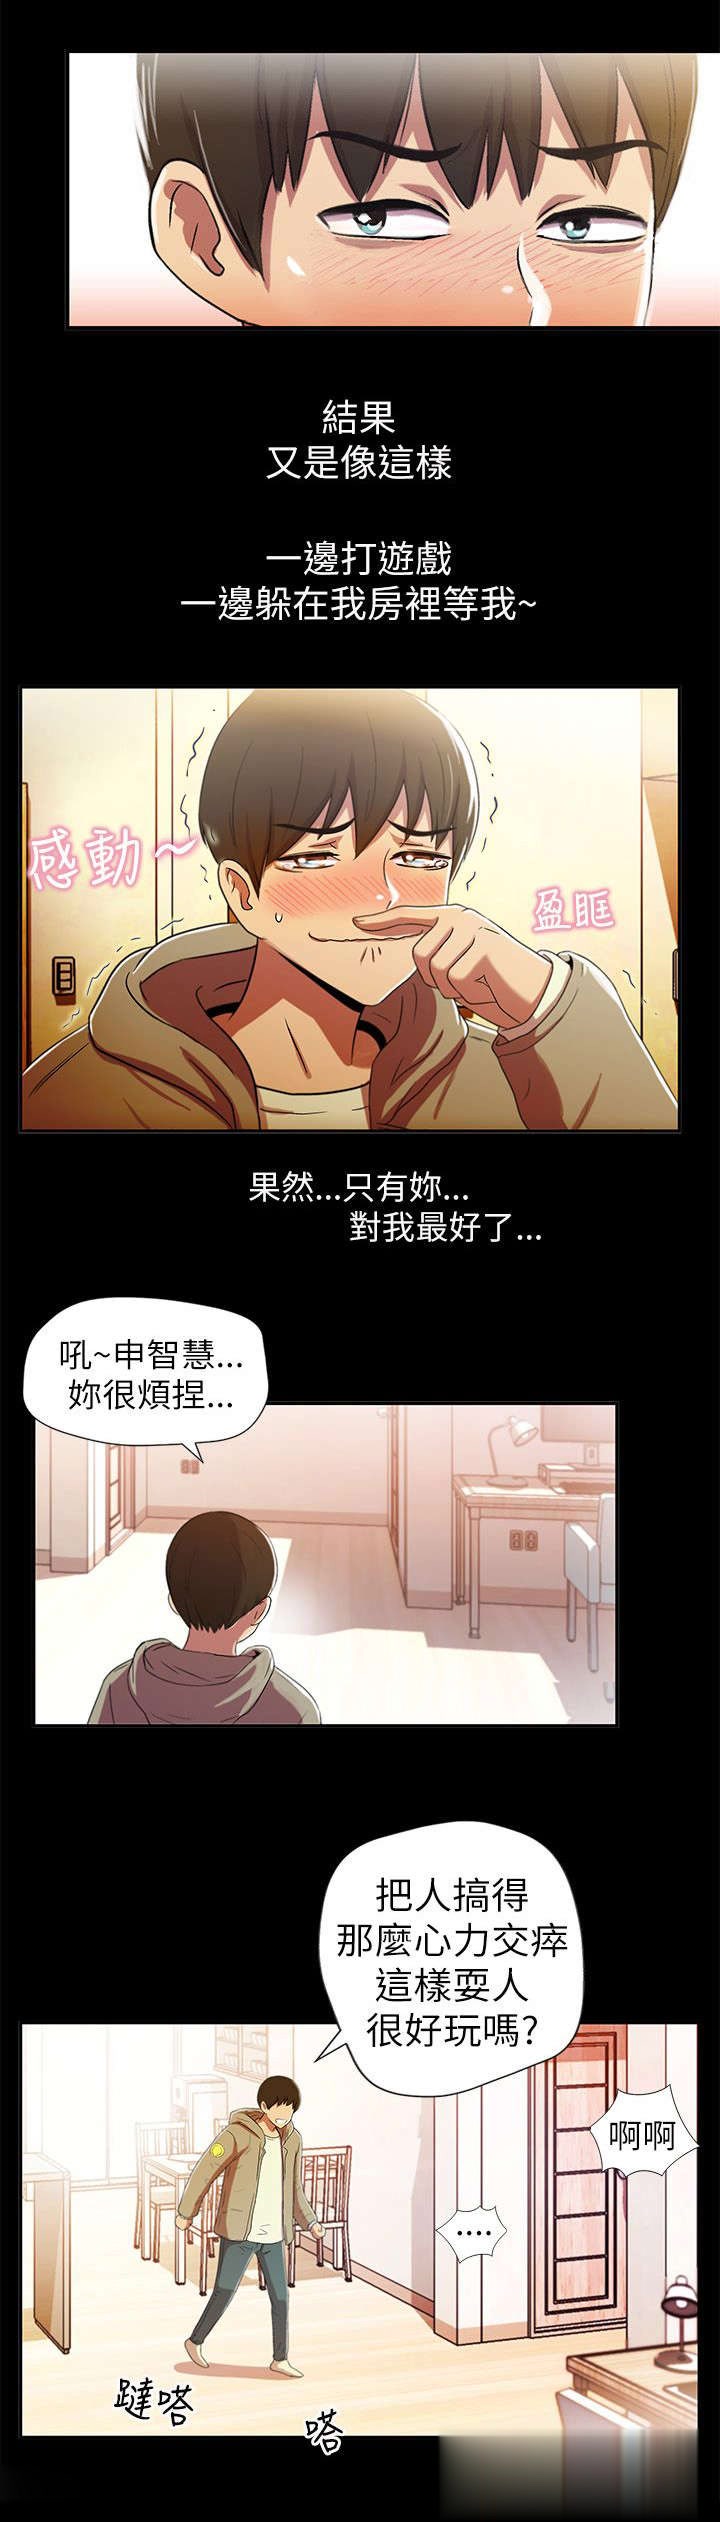 結果
又是像這樣
一邊打遊戲
一邊躲在我房裡等我~
感動~
盈眶
果然...只有妳...
對我最好了...
吼~申智慧...
妳很煩捏...
把人搞得
那麼心力交瘁
這樣耍人
很好玩嗎?
啊啊
....
躂嗒
嗒